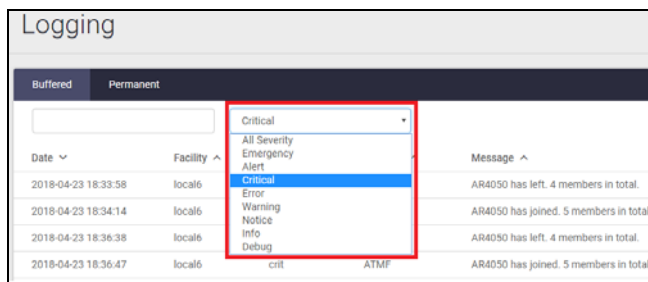 Logging
Buffered Permanent
Critical
All Severity
Emergency
Alert
Critical
Error
Warning
Notice
Info
Debug
Date Facility Message
2018-04-23 18:33:58 local6 AR4050 has left. 4 members in total.
2018-04-23 18:34:14 local6 AR4050 has joined. 5 members in total
2018-04-23 18:36:38 local6 AR4050 has left. 4 members in total.
2018-04-23 18:36:47 local6 crit ATMF AR4050 has joined. 5 members in total